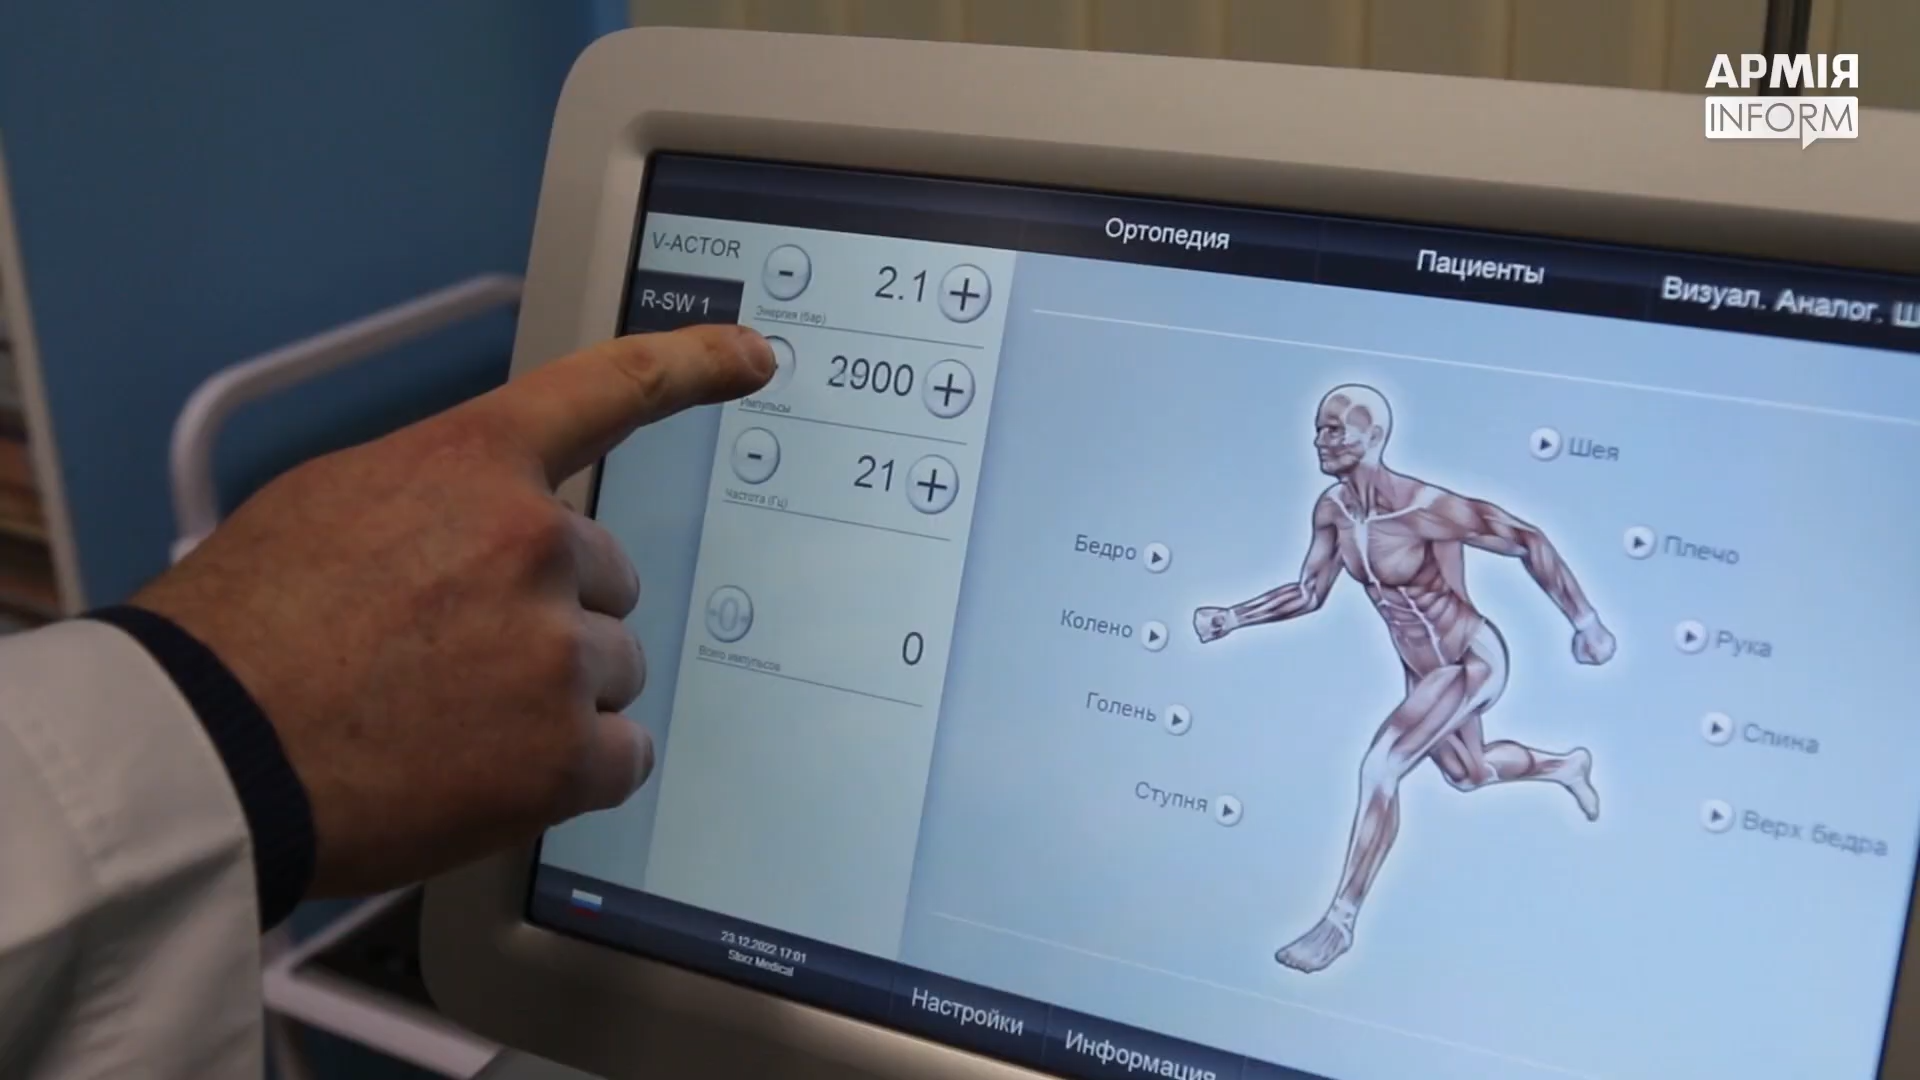 АРМІЯ
INFORM
Ортопедия
Пациенты
Визуал. Аналог. Ш
V-ACTOR
R-SW 1
-
2.1
+
Энергия (бар)
2900
+
Импульсы
-
21
+
Частота (Гц)
-0-
0
Всего импульсов
Шея
Плечо
Рука
Спина
Верх бедра
Бедро
Колено
Голень
Ступня
23.12.2022 17:01
Storz Medical
Настройки
Информация